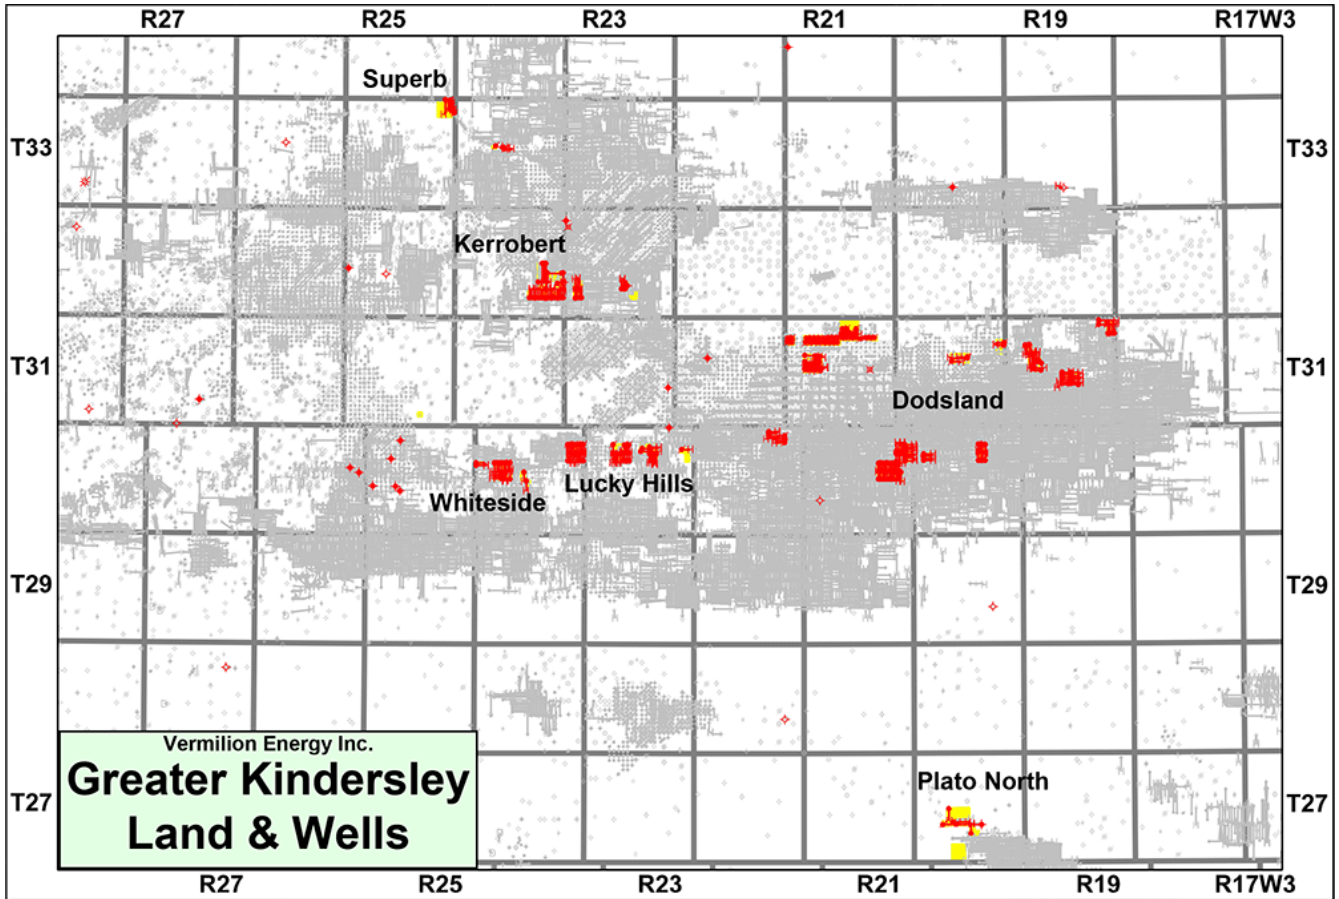 R27 R25 R23 R21 R19 R17W3
Superb
T33 T33
Kerrobert
T31 T31
Dodsland
Lucky Hills
Whiteside
T29 T29
Vermilion Energy Inc.
Greater Kindersley
Land & Wells
Plato North
T27 T27
R27 R25 R23 R21 R19 R17W3